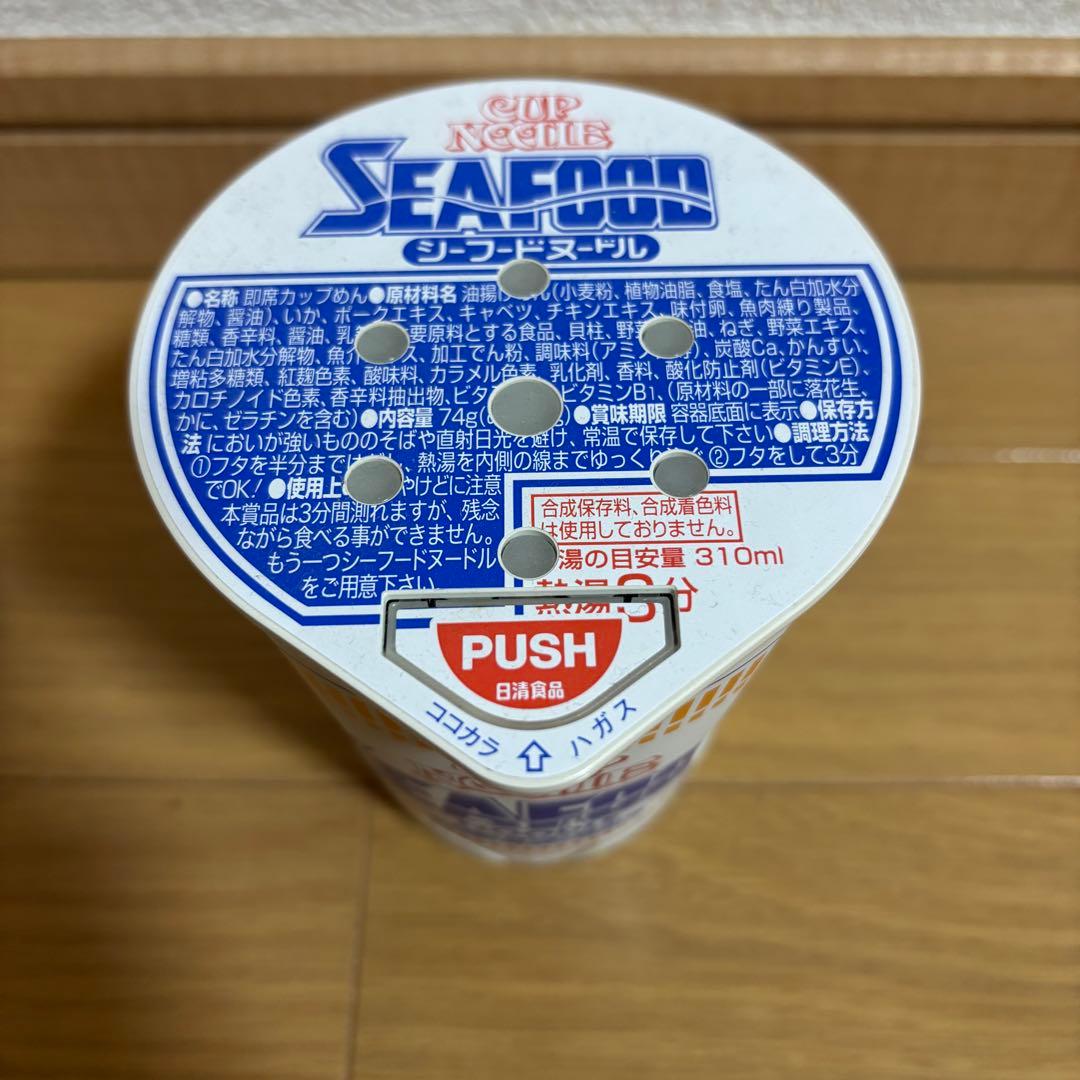 CUP
NOODLE
SEAFOOD
シーフードヌードル
●名称 即席カップめん●原材料名 油揚げめん(小麦粉、植物油脂、食塩、たん白加水分
解物、醤油)、いか、ポークエキス、キャベツ、チキンエキス、味付卵、魚肉練り製品、
糖類、香辛料、醤油、乳等を主要原料とする食品、貝柱、野菜油、ねぎ、野菜エキス、
たん白加水分解物、魚介ス、加工でん粉、調味料(アミノ等)、炭酸Ca、かんすい、
増粘多糖類、紅麹色素、酸味料、カラメル色素、乳化剤、香料、酸化防止剤(ビタミンE)、
カロチノイド色素、香辛料抽出物、ビタビタミンB1、(原材料の一部に落花生、
かに、ゼラチンを含む)●内容量 74g ●賞味期限 容器底面に表示●保存方
法 においが強いもののそばや直射日光を避け、常温で保存して下さい●調理方法
①フタを半分まで、熱湯を内側の線までゆっくりぐ ②フタをして3分
でOK! ●使用上やけどに注意
本賞品は3分間測れますが、残念
ながら食べる事ができません。
もう一つシーフードヌードル
をご用意下さい
合成保存料、合成着色料
は使用しておりません。
湯の目安量 310ml
熱湯3分
PUSH
日清食品
ココカラ ハガス